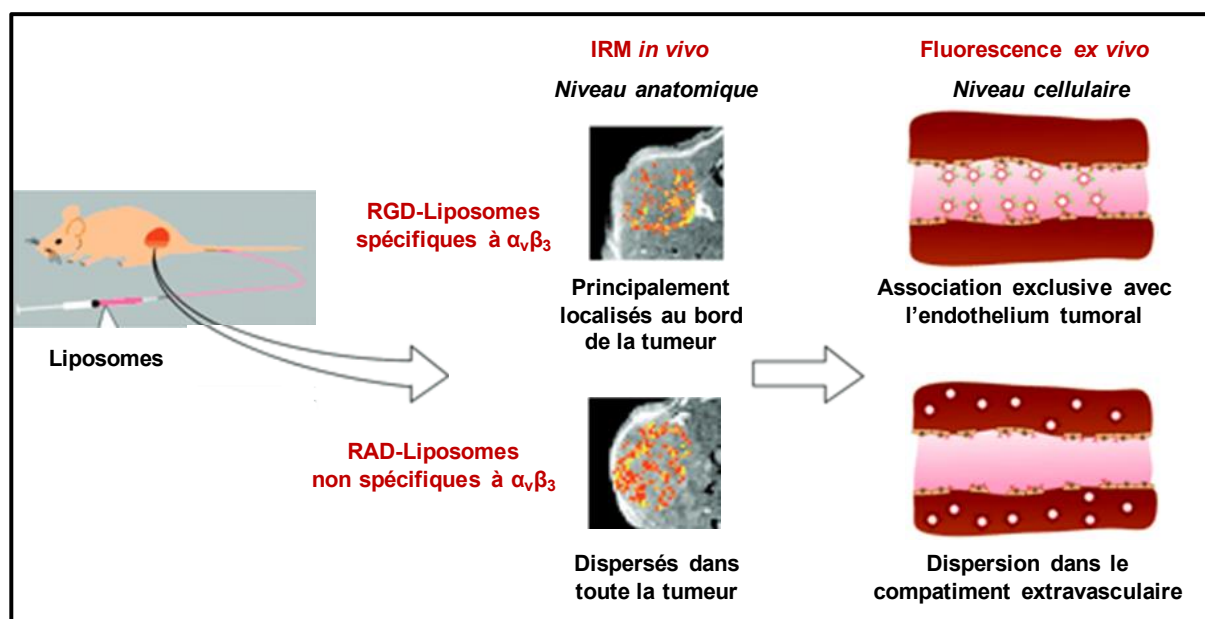 IRM in vivo
Niveau anatomique
Fluorescence ex vivo
Niveau cellulaire
Liposomes
RGD-Liposomes
spécifiques à αvβ3
Principalement
localisés au bord
de la tumeur
Association exclusive avec
l'endothelium tumoral
RAD-Liposomes
non spécifiques à αvβ3
Dispersés dans
toute la tumeur
Dispersion dans le
compatiment extravasculaire